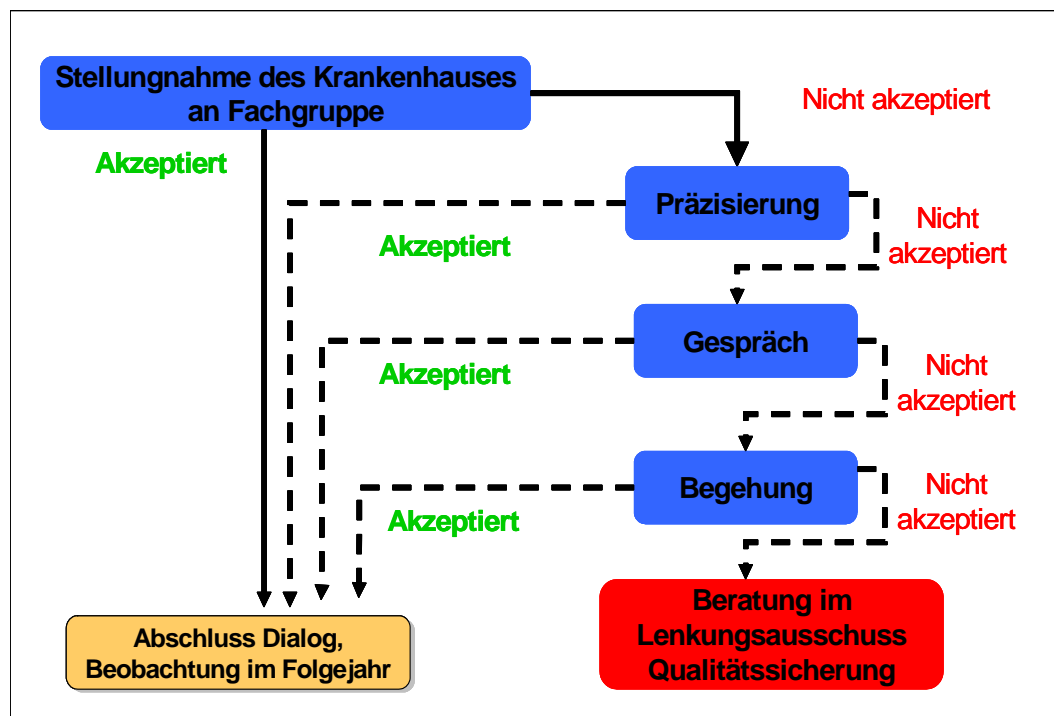 Stellungnahme des Krankenhauses
an Fachgruppe
Nicht akzeptiert
Akzeptiert
Präzisierung
Nicht
akzeptiert
Akzeptiert
Gespräch
Nicht
akzeptiert
Akzeptiert
Begehung
Nicht
akzeptiert
Akzeptiert
Abschluss Dialog,
Beobachtung im Folgejahr
Beratung im
Lenkungsausschuss
Qualitätssicherung